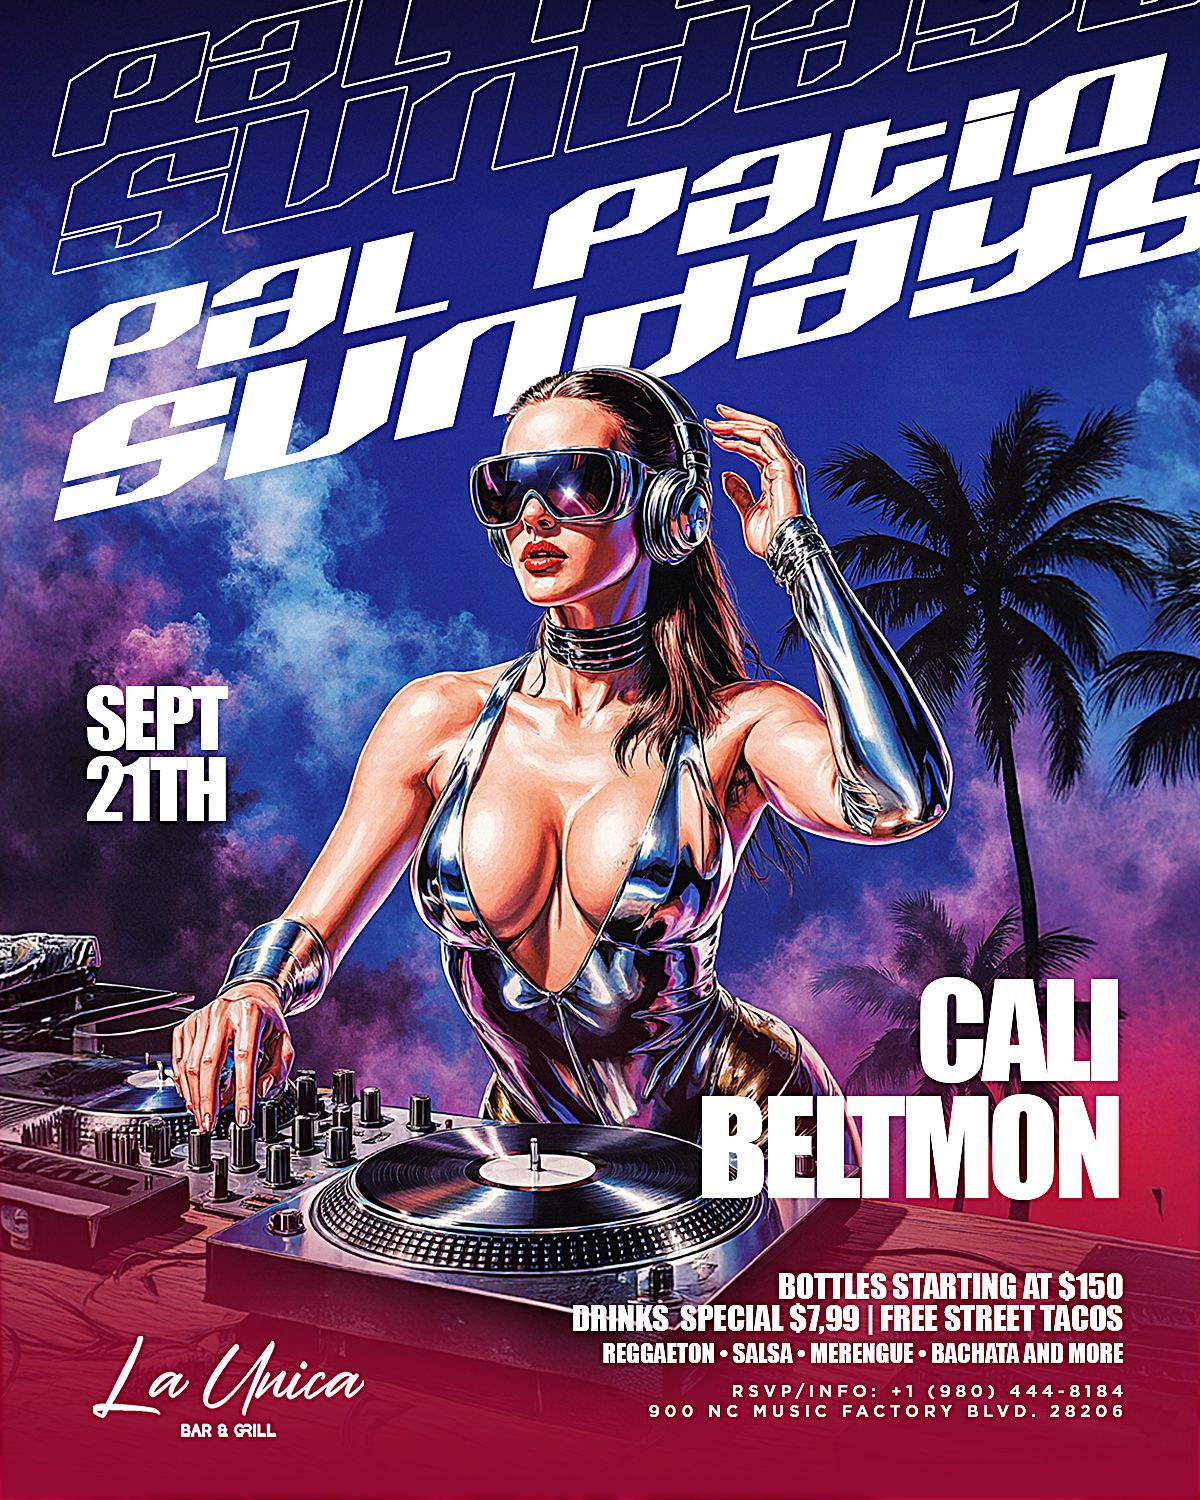 Pal Patio
Sundays
Pal Patio
Sundays
SEPT
21TH
CALI
BELTMON
BOTTLES STARTING AT $150
DRINKS SPECIAL $7,99 | FREE STREET TACOS
REGGAETON • SALSA • MERENGUE • BACHATA AND MORE
RSVP/INFO: +1 (980) 444-8184
900 NC MUSIC FACTORY BLVD. 28206
La Unica
BAR & GRILL